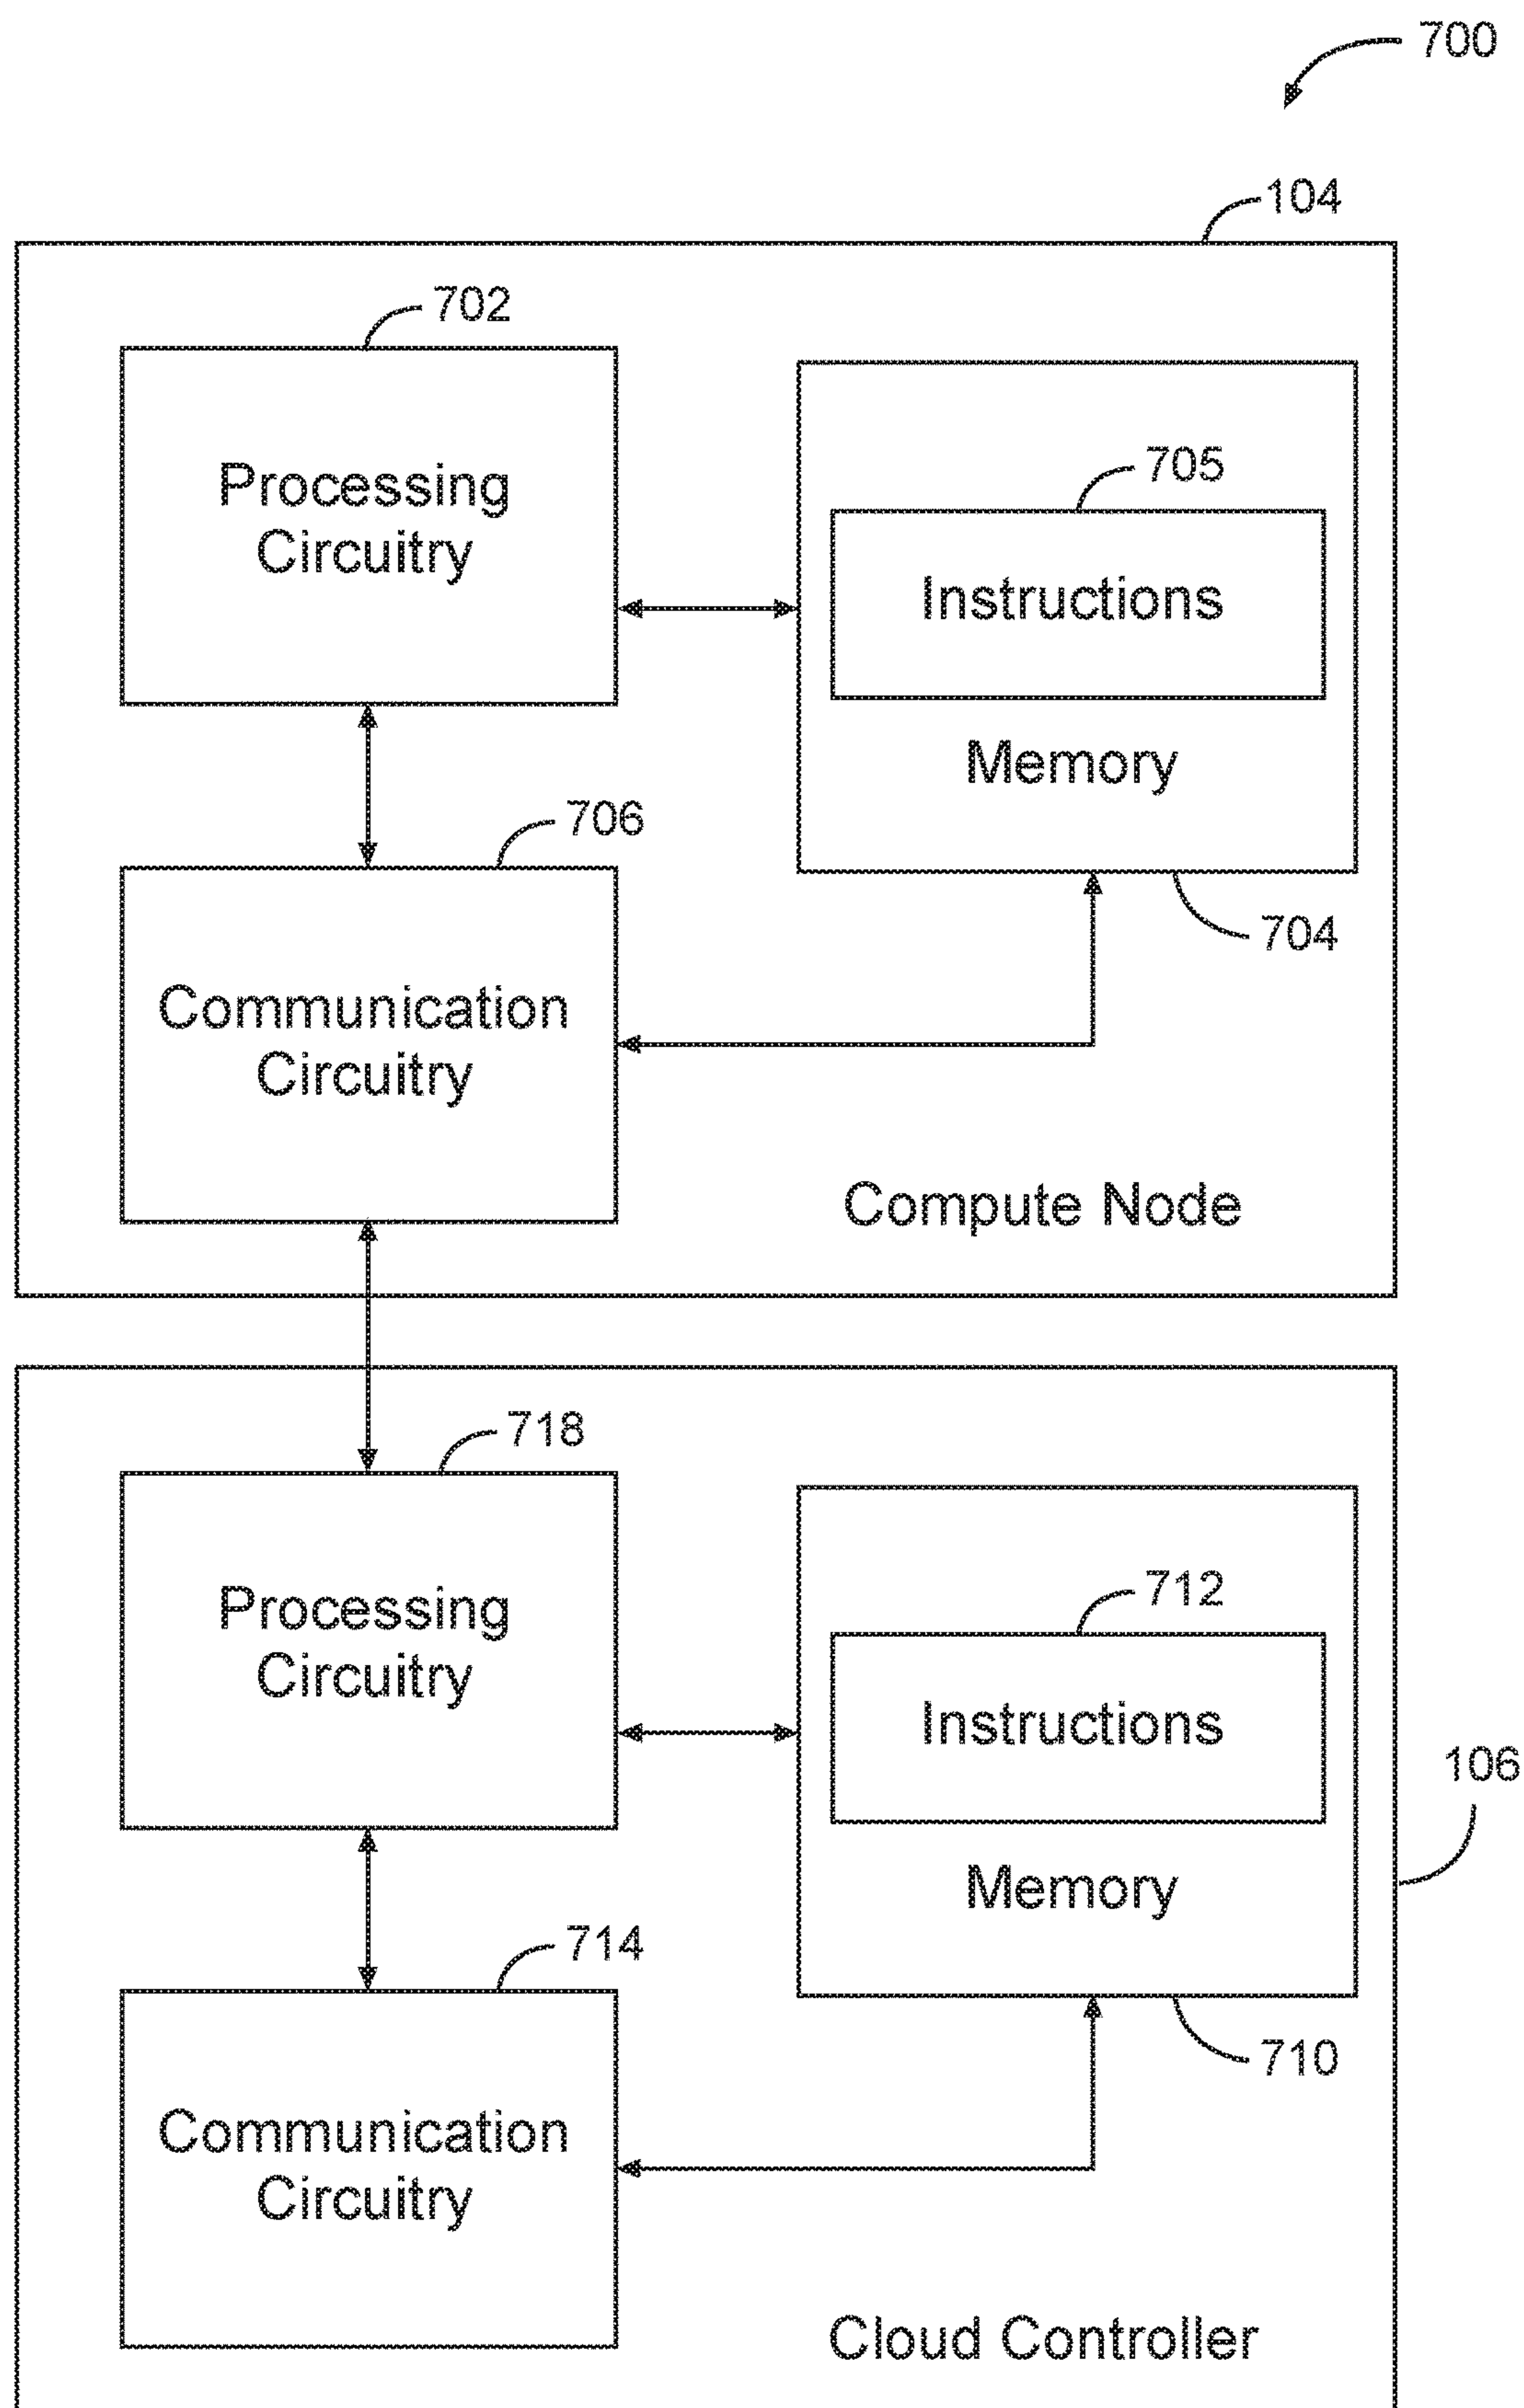 700
104
702
Processing
Circuitry
705
Instructions
Memory
706
704
Communication
Circuitry
Compute Node
718
Processing
Circuitry
712
Instructions
106
Memory
714
710
Communication
Circuitry
Cloud Controller